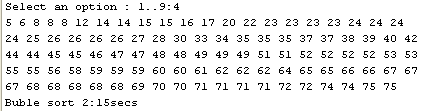 Select an option : 1..9:4
5 6 8 8 8 12 14 14 15 15 16 17 20 22 23 23 23 23 24 24 24
24 25 26 26 26 26 27 28 30 33 34 35 35 35 37 37 38 39 40 42
44 44 45 45 46 47 47 48 48 49 49 49 51 51 52 52 52 52 53 53
55 55 56 58 59 59 59 60 60 61 62 62 62 64 65 65 66 66 67 67
67 68 68 68 68 68 69 70 70 71 71 71 71 72 72 74 74 75 75
Buble sort 2:15secs